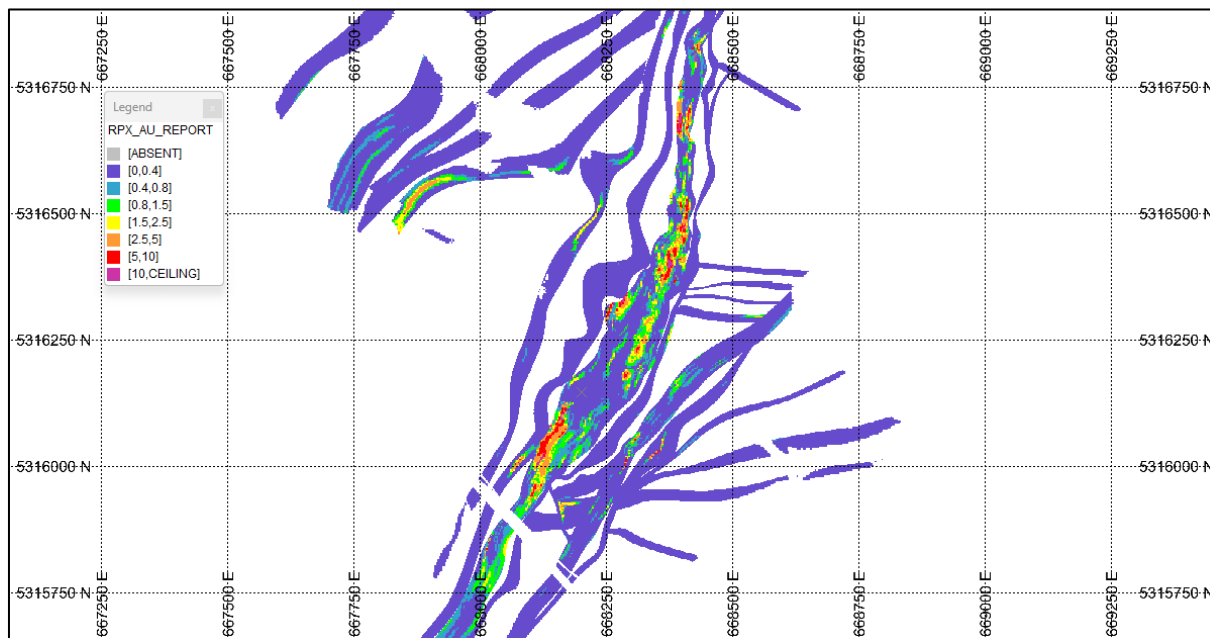 667250 E
667500 E
667750 E
668000 E
668250 E
668500 E
668750 E
669000 E
669250 E
5316750 N
5316750 N
Legend
RPX_AU_REPORT
[ABSENT]
[0,0.4]
[0.4,0.8]
[0.8,1.5]
[1.5,2.5]
[2.5,5]
[5,10]
[10,CEILING]
5316500 N
5316500 N
5316250 N
5316250 N
5316000 N
5316000 N
5315750 N
5315750 N
667250 E
667500 E
667750 E
668000 E
668250 E
668500 E
668750 E
669000 E
669250 E